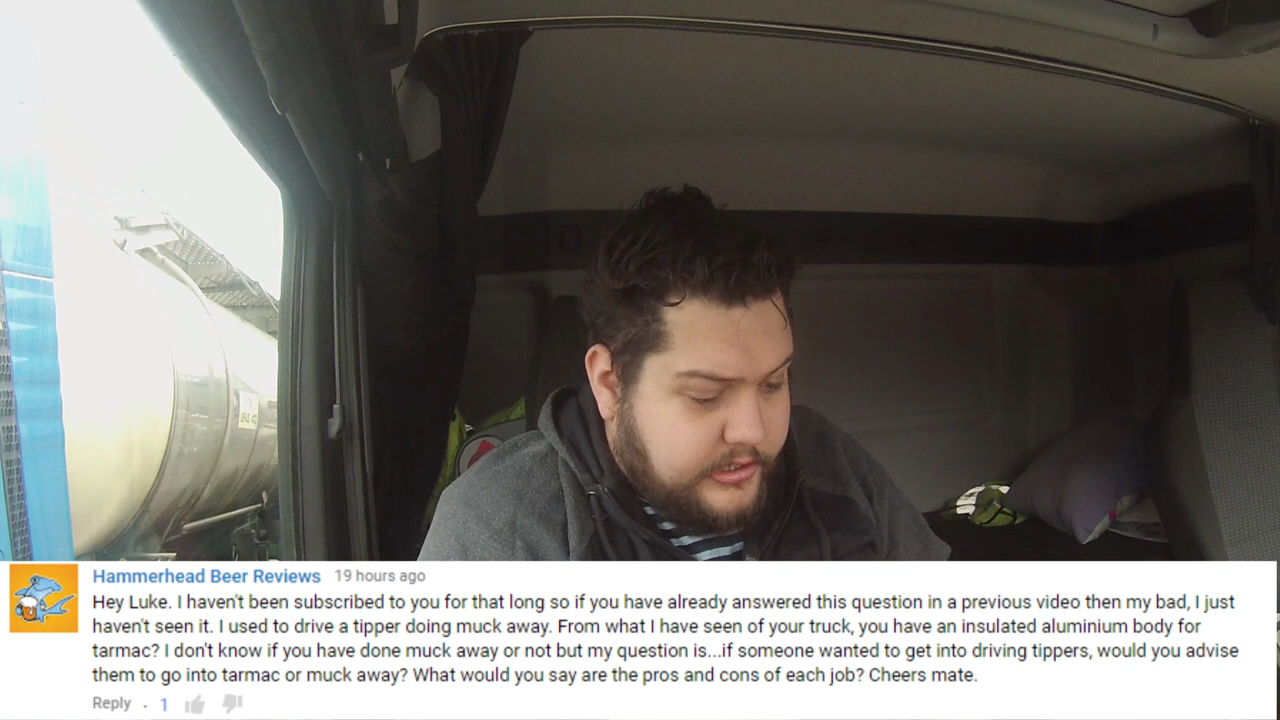 Hammerhead Beer Reviews 19 hours ago
Hey Luke. I haven't been subscribed to you for that long so if you have already answered this question in a previous video then my bad, I just
haven't seen it. I used to drive a tipper doing muck away. From what I have seen of your truck, you have an insulated aluminium body for
tarmac? I don't know if you have done muck away or not but my question is...if someone wanted to get into driving tippers, would you advise
them to go into tarmac or muck away? What would you say are the pros and cons of each job? Cheers mate.
Reply . 1